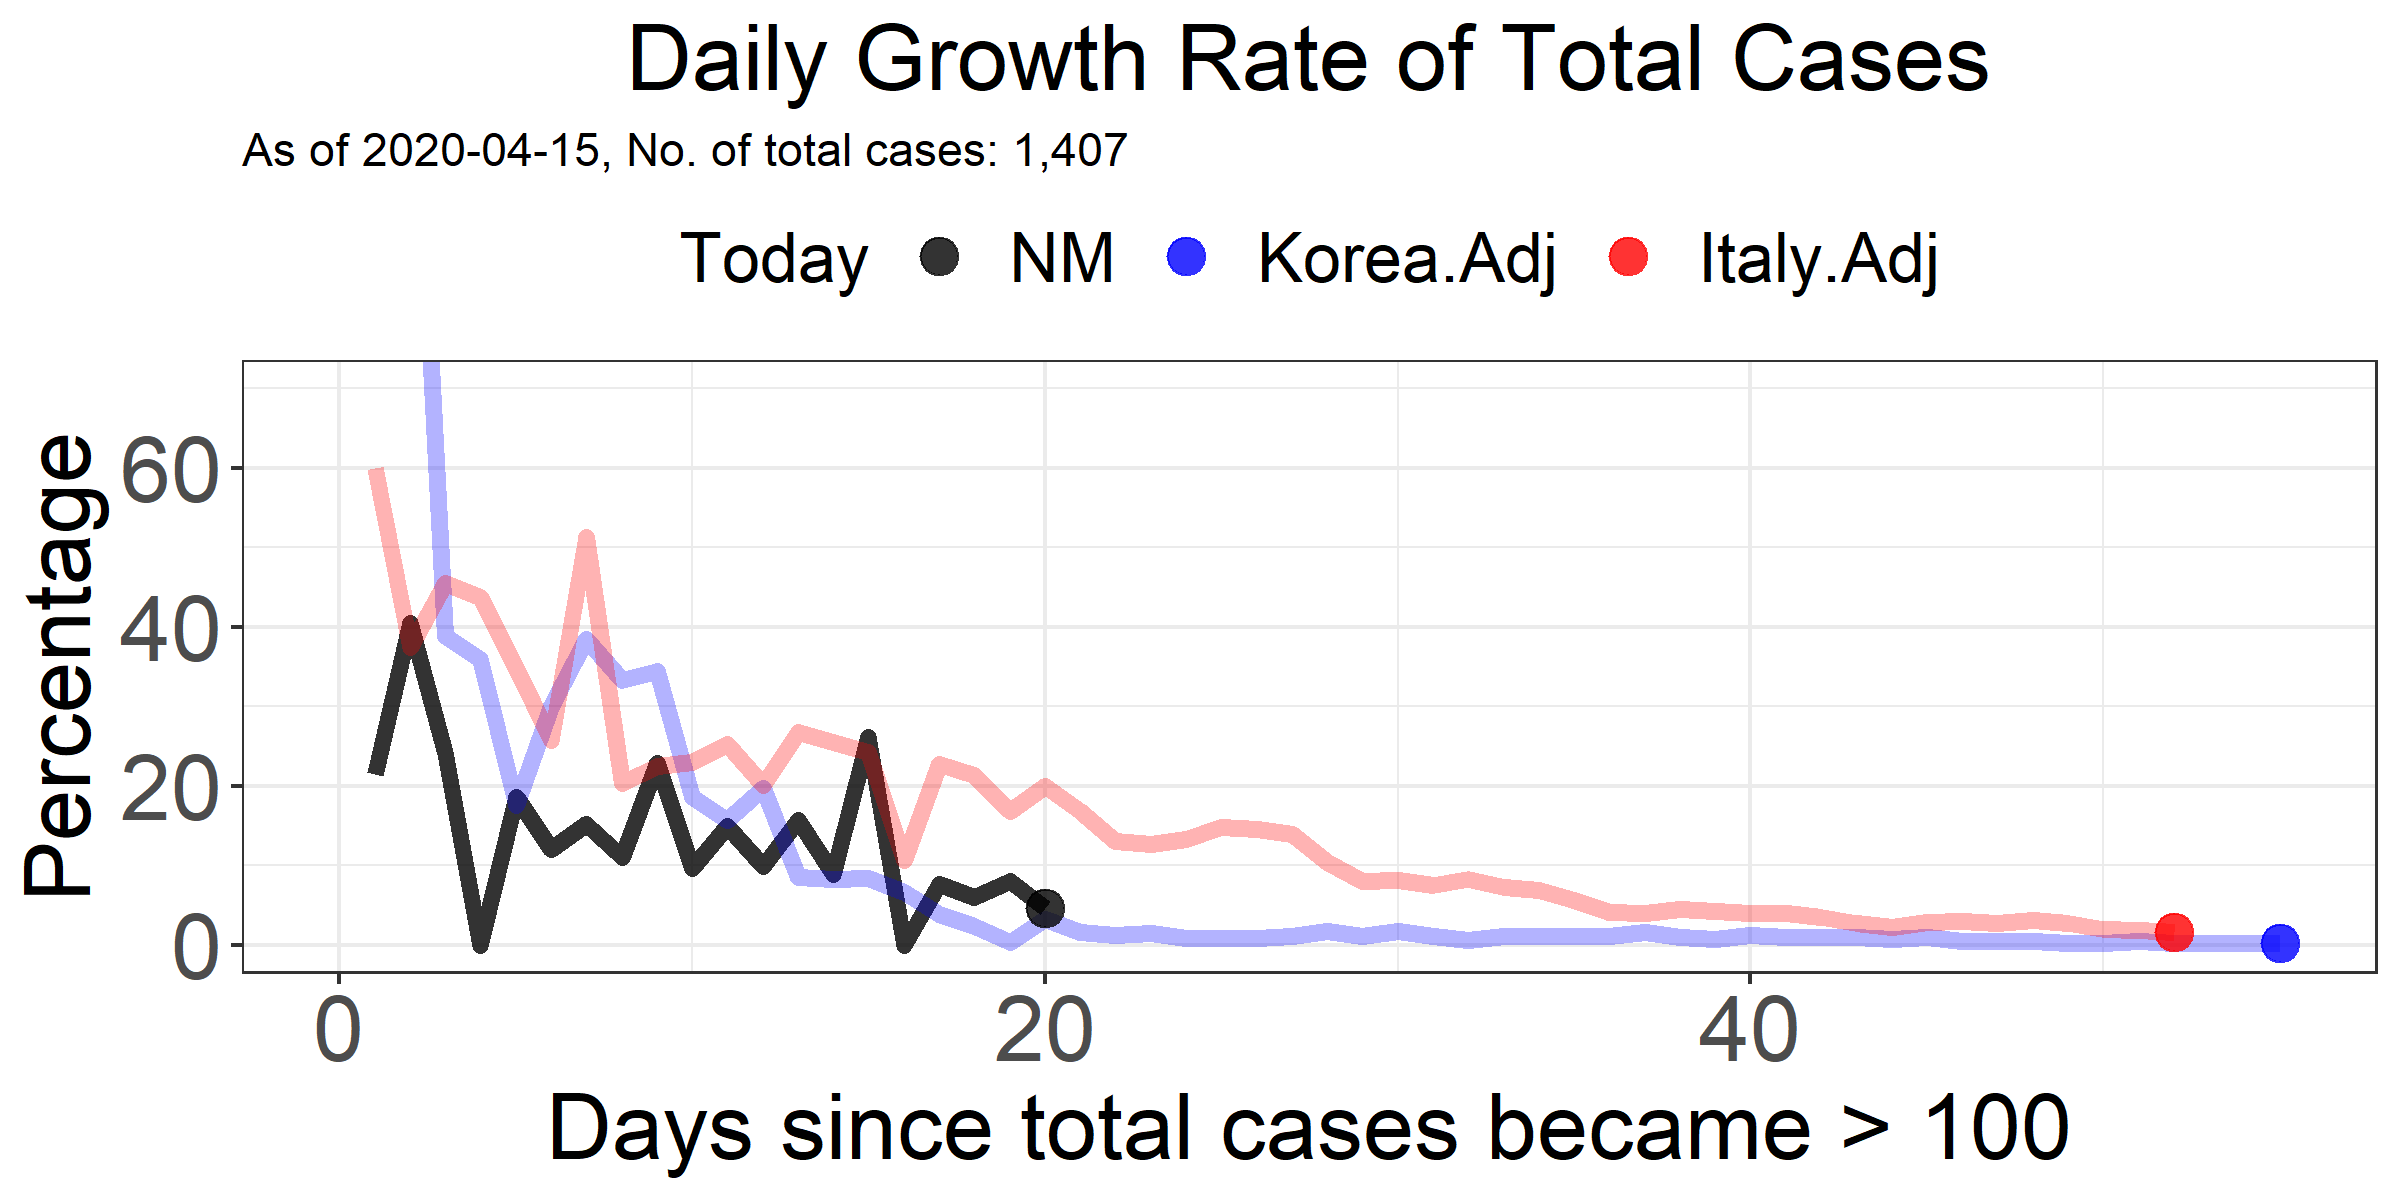 Daily Growth Rate of Total Cases
As of 2020-04-15, No. of total cases: 1,407
Today NM Korea.Adj Italy.Adj
Percentage
60
40
20
0
0 20 40
Days since total cases became > 100